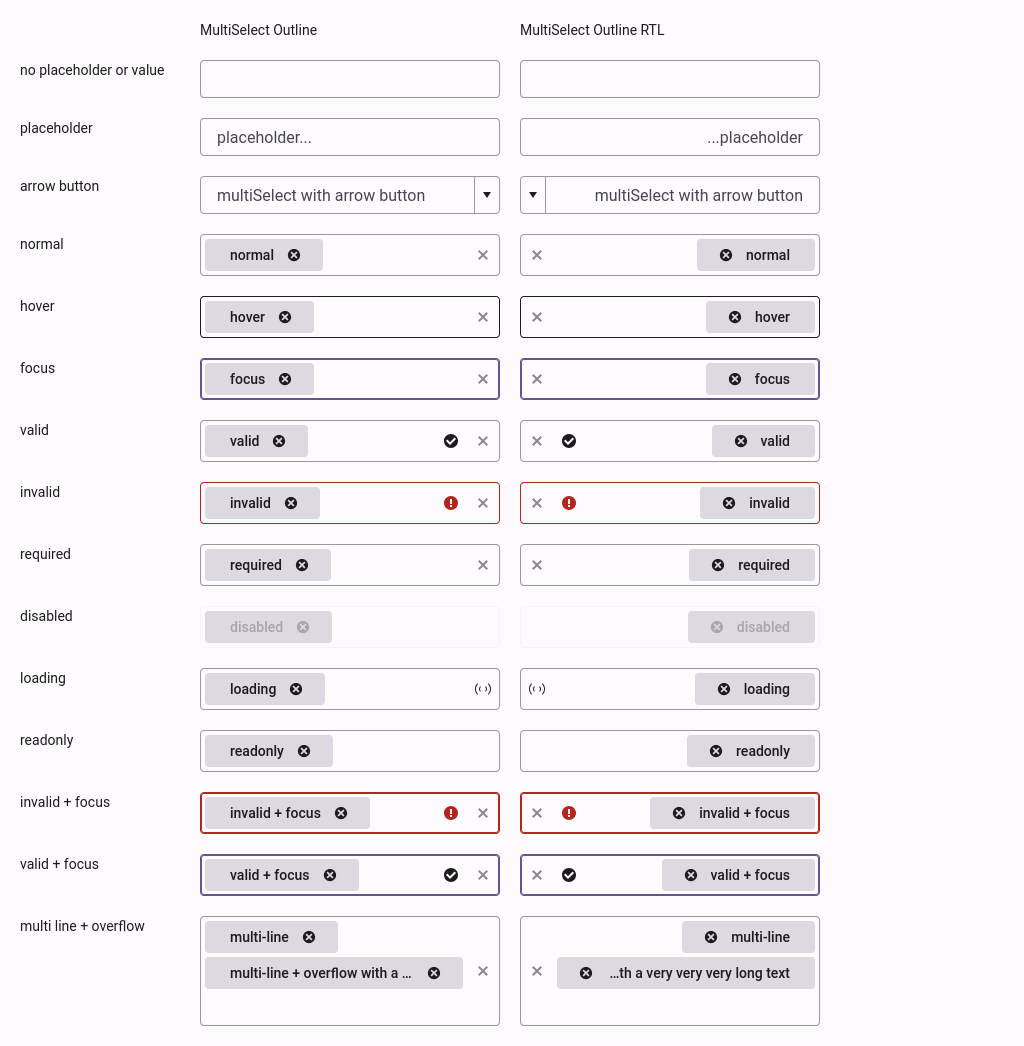 MultiSelect Outline MultiSelect Outline RTL
no placeholder or value
placeholder placeholder... ...placeholder
arrow button multiSelect with arrow button multiSelect with arrow button
normal normal normal
hover hover hover
focus focus focus
valid valid valid
invalid invalid invalid
required required required
disabled disabled disabled
loading loading loading
readonly readonly readonly
invalid + focus invalid + focus invalid + focus
valid + focus valid + focus valid + focus
multi line + overflow multi-line multi-line
multi-line + overflow with a ... ...th a very very very long text